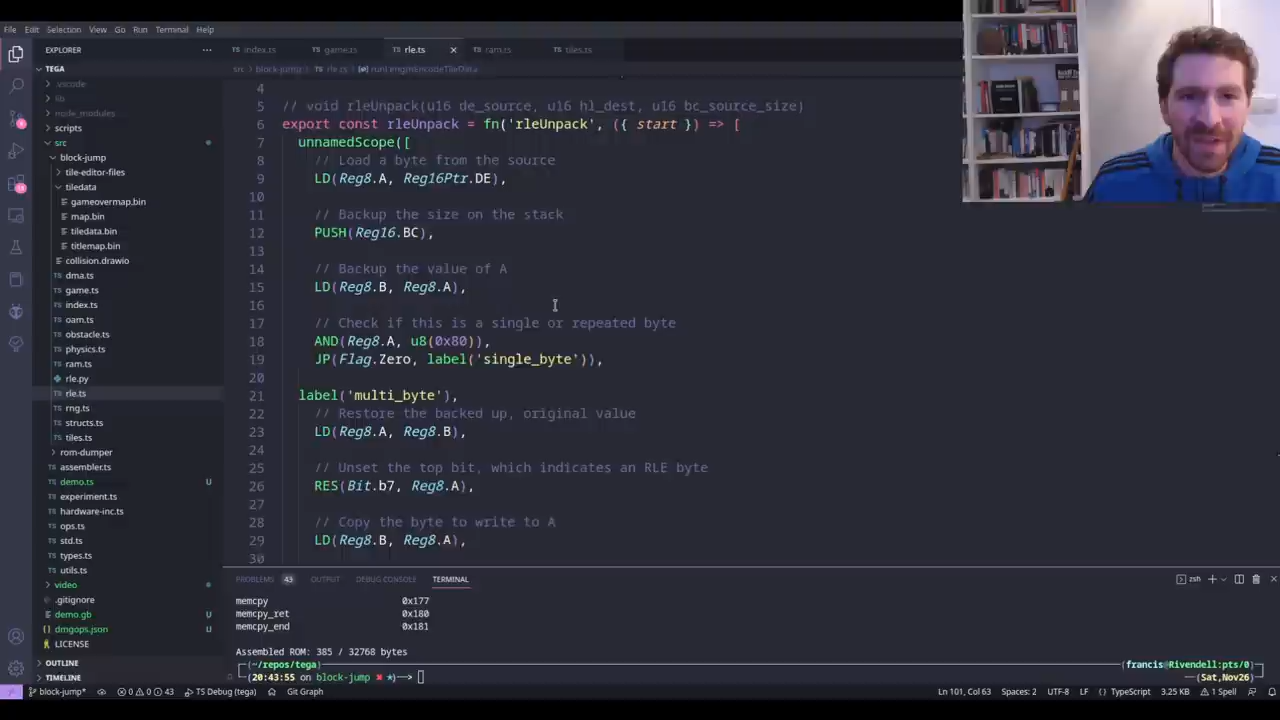 File Edit Selection View Go Run Terminal Help
EXPLORER
index.ts game.ts rle.ts ram.ts tiles.ts
TEGA
src › block-jump › rle.ts › runLengthEncodeTileData
.vscode
lib
node_modules
scripts
src
block-jump
tile-editor-files
tiledata
gameovermap.bin
map.bin
tiledata.bin
titlemap.bin
collision.drawio
dma.ts
game.ts
index.ts
oam.ts
obstacle.ts
physics.ts
ram.ts
rle.py
rle.ts
rng.ts
structs.ts
tiles.ts
rom-dumper
assembler.ts
demo.ts U
experiment.ts
hardware-inc.ts
ops.ts
std.ts
types.ts
utils.ts
video
.gitignore
demo.gb U
dmgops.json U
LICENSE
OUTLINE
TIMELINE
4
5 // void rleUnpack(u16 de_source, u16 hl_dest, u16 bc_source_size)
6 export const rleUnpack = fn('rleUnpack', ({ start }) => [
7 unnamedScope([
8 // Load a byte from the source
9 LD(Reg8.A, Reg16Ptr.DE),
10
11 // Backup the size on the stack
12 PUSH(Reg16.BC),
13
14 // Backup the value of A
15 LD(Reg8.B, Reg8.A),
16
17 // Check if this is a single or repeated byte
18 AND(Reg8.A, u8(0x80)),
19 JP(Flag.Zero, label('single_byte')),
20
21 label('multi_byte'),
22 // Restore the backed up, original value
23 LD(Reg8.A, Reg8.B),
24
25 // Unset the top bit, which indicates an RLE byte
26 RES(Bit.b7, Reg8.A),
27
28 // Copy the byte to write to A
29 LD(Reg8.B, Reg8.A),
30
PROBLEMS 43 OUTPUT DEBUG CONSOLE TERMINAL
zsh
memcpy 0x177
memcpy_ret 0x180
memcpy_end 0x181
Assembled ROM: 385 / 32768 bytes
(~/repos/tega) (francis@Rivendell:pts/0)
(20:43:55 on block-jump ✖ ★)──> (Sat,Nov26)
block-jump* 0 0 43 TS Debug (tega) Git Graph Ln 101, Col 63 Spaces: 2 UTF-8 LF TypeScript 3.25 KiB 1 Spell